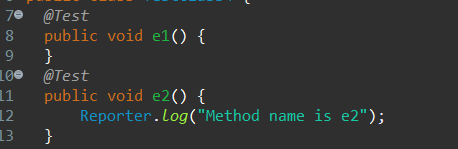 7 @Test
8 public void e1() {
9 }
10 @Test
11 public void e2() {
12 Reporter.log("Method name is e2");
13 }